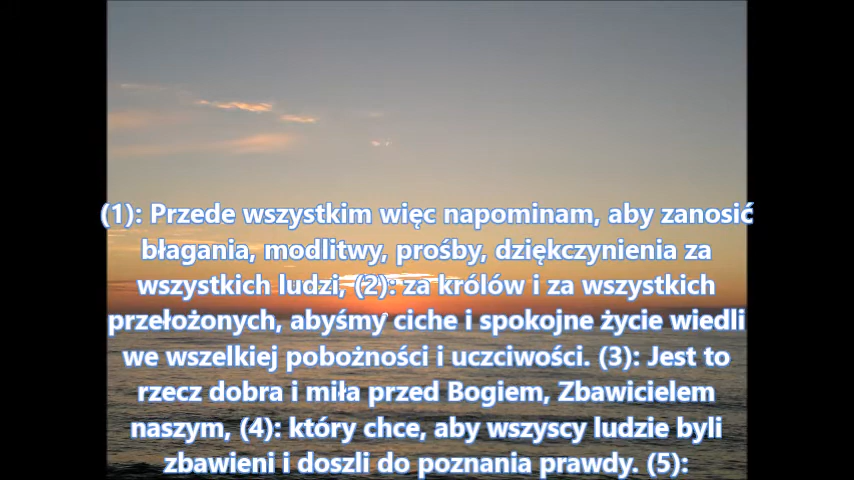 (1): Przede wszystkim więc napominam, aby zanosić
błagania, modlitwy, prośby, dziękczynienia za
wszystkich ludzi, (2): za królów i za wszystkich
przełożonych, abyśmy ciche i spokojne życie wiedli
we wszelkiej pobożności i uczciwości. (3): Jest to
rzecz dobra i miła przed Bogiem, Zbawicielem
naszym, (4): który chce, aby wszyscy ludzie byli
zbawieni i doszli do poznania prawdy. (5):